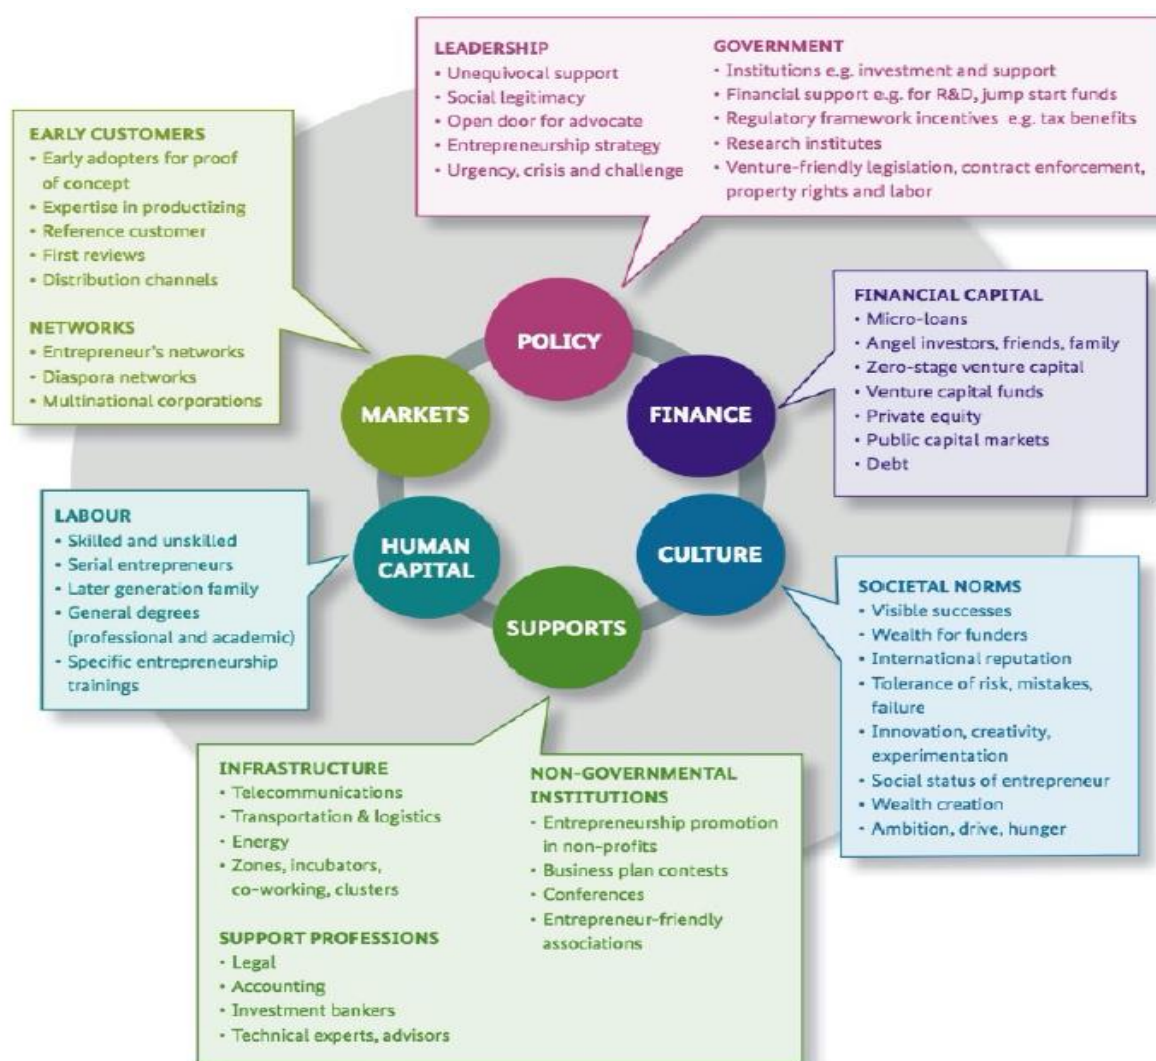 LEADERSHIP
• Unequivocal support
• Social legitimacy
• Open door for advocate
• Entrepreneurship strategy
• Urgency, crisis and challenge
GOVERNMENT
• Institutions e.g. investment and support
• Financial support e.g. for R&D, jump start funds
• Regulatory framework incentives e.g. tax benefits
• Research institutes
• Venture-friendly legislation, contract enforcement,
property rights and labor
EARLY CUSTOMERS
• Early adopters for proof
of concept
• Expertise in productizing
• Reference customer
• First reviews
• Distribution channels
NETWORKS
• Entrepreneur's networks
• Diaspora networks
• Multinational corporations
POLICY
FINANCE
MARKETS
HUMAN
CAPITAL
CULTURE
SUPPORTS
FINANCIAL CAPITAL
• Micro-loans
• Angel investors, friends, family
• Zero-stage venture capital
• Venture capital funds
• Private equity
• Public capital markets
• Debt
LABOUR
• Skilled and unskilled
• Serial entrepreneurs
• Later generation family
• General degrees
(professional and academic)
• Specific entrepreneurship
trainings
SOCIETAL NORMS
• Visible successes
• Wealth for funders
• International reputation
• Tolerance of risk, mistakes,
failure
• Innovation, creativity,
experimentation
• Social status of entrepreneur
• Wealth creation
• Ambition, drive, hunger
INFRASTRUCTURE
• Telecommunications
• Transportation & logistics
• Energy
• Zones, incubators,
co-working, clusters
SUPPORT PROFESSIONS
• Legal
• Accounting
• Investment bankers
• Technical experts, advisors
NON-GOVERNMENTAL
INSTITUTIONS
• Entrepreneurship promotion
in non-profits
• Business plan contests
• Conferences
• Entrepreneur-friendly
associations